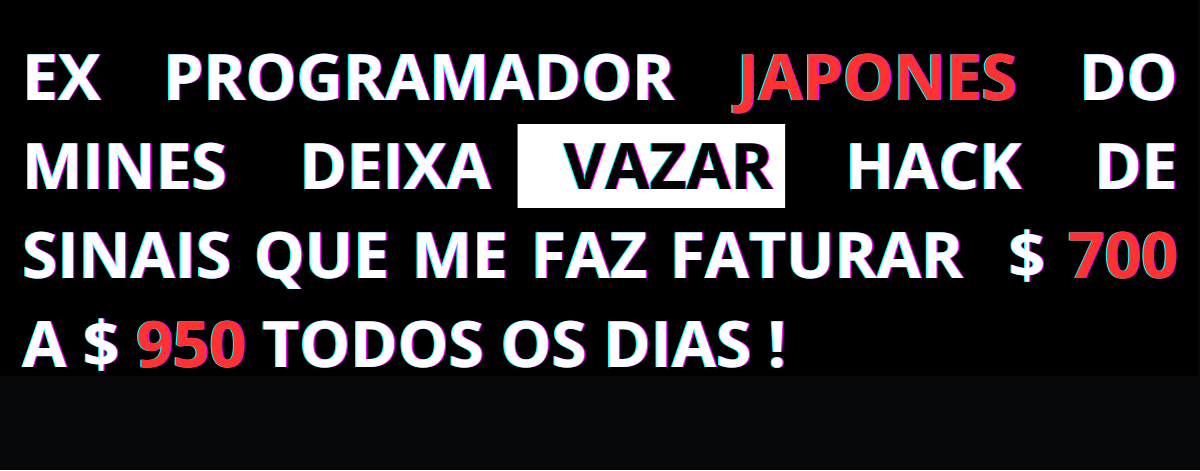 EX PROGRAMADOR JAPONES DO
MINES DEIXA VAZAR HACK DE
SINAIS QUE ME FAZ FATURAR $ 700
A $ 950 TODOS OS DIAS !